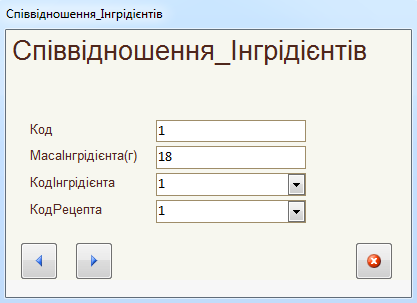 Співвідношення_Інгрідієнтів
Співвідношення_Інгрідієнтів
Код 1
МасаІнгрідієнта(г) 18
КодІнгрідієнта 1
КодРецепта 1